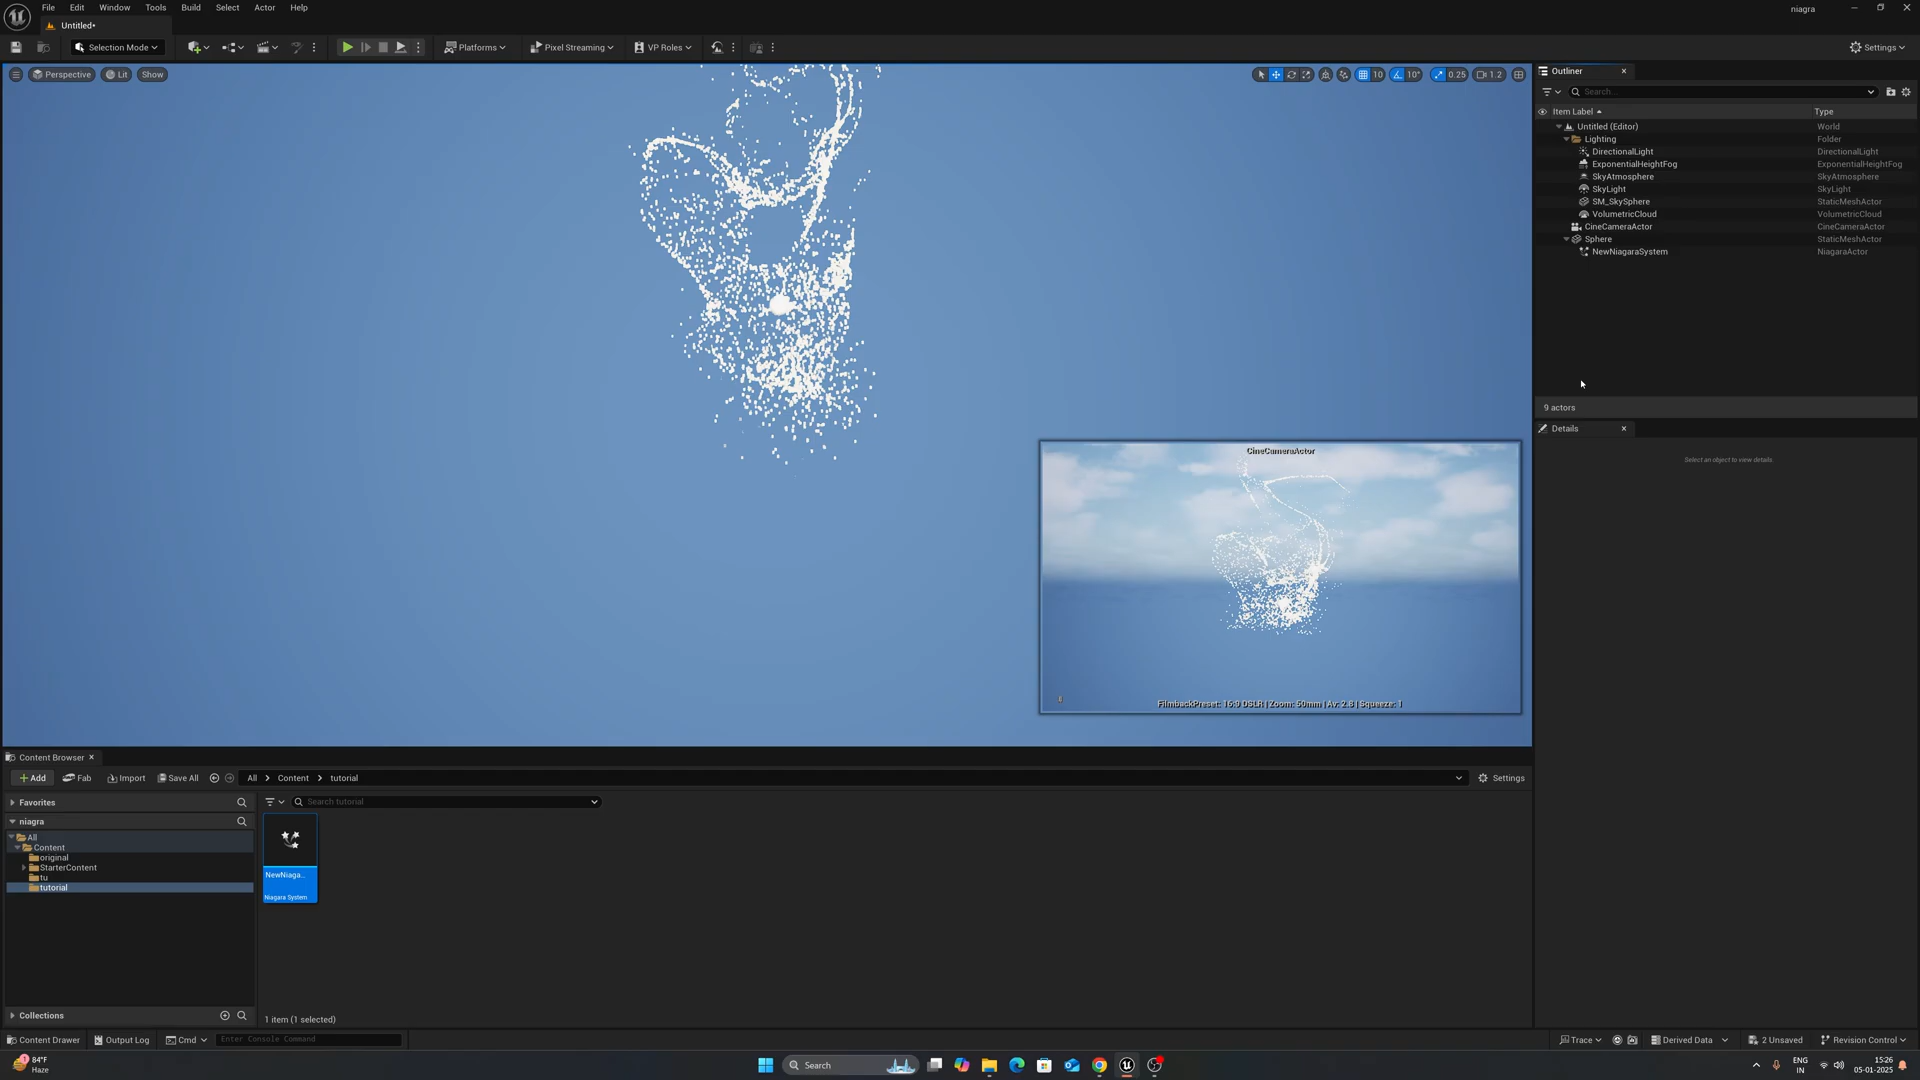 File Edit Window Tools Build Select Actor Help
niagra
Untitled*
Selection Mode
Platforms
Pixel Streaming
VP Roles
Settings
Perspective
Lit
Show
10
10°
0.25
1.2
Outliner
Search...
Item Label
Type
Untitled (Editor) World
Lighting Folder
DirectionalLight DirectionalLight
ExponentialHeightFog ExponentialHeightFog
SkyAtmosphere SkyAtmosphere
SkyLight SkyLight
SM_SkySphere StaticMeshActor
VolumetricCloud VolumetricCloud
CineCameraActor CineCameraActor
Sphere StaticMeshActor
NewNiagaraSystem NiagaraActor
9 actors
Details
Select an object to view details.
CineCameraActor
FilmbackPreset: 16:9 DSLR | Zoom: 50mm | Av: 2.8 | Squeeze: 1
Content Browser
Add
Fab
Import
Save All
All
Content
tutorial
Settings
Favorites
Search tutorial
niagra
All
Content
original
StarterContent
tu
tutorial
NewNiaga...
Niagara System
Collections
1 item (1 selected)
Content Drawer
Output Log
Cmd
Enter Console Command
Trace
Derived Data
2 Unsaved
Revision Control
1
84°F
Haze
Search
ENG
IN
15:26
05-01-2025